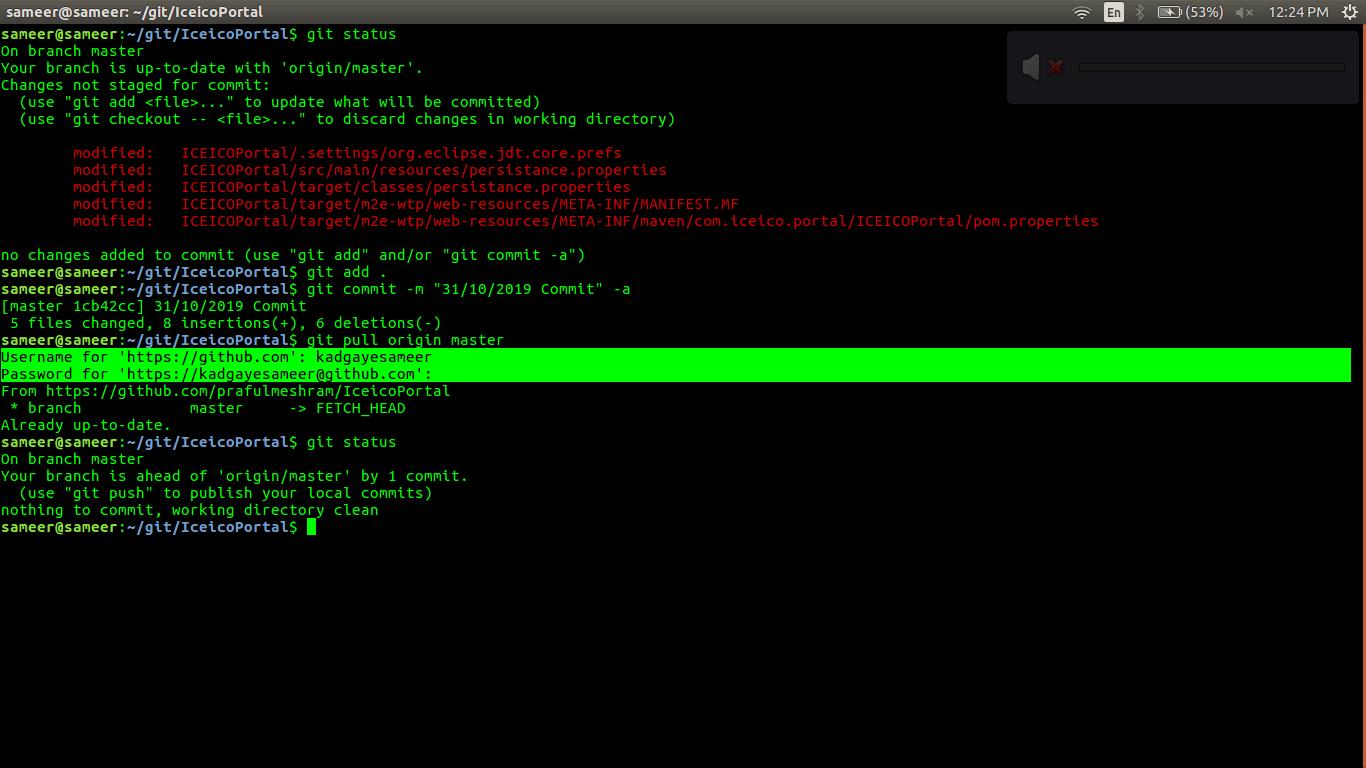 sameer@sameer: ~/git/IceicoPortal
En (53%) 12:24 PM
sameer@sameer:~/git/IceicoPortal$ git status
On branch master
Your branch is up-to-date with 'origin/master'.
Changes not staged for commit:
  (use "git add <file>..." to update what will be committed)
  (use "git checkout -- <file>..." to discard changes in working directory)
        modified:   ICEICOPortal/.settings/org.eclipse.jdt.core.prefs
        modified:   ICEICOPortal/src/main/resources/persistance.properties
        modified:   ICEICOPortal/target/classes/persistance.properties
        modified:   ICEICOPortal/target/m2e-wtp/web-resources/META-INF/MANIFEST.MF
        modified:   ICEICOPortal/target/m2e-wtp/web-resources/META-INF/maven/com.iceico.portal/ICEICOPortal/pom.properties
no changes added to commit (use "git add" and/or "git commit -a")
sameer@sameer:~/git/IceicoPortal$ git add .
sameer@sameer:~/git/IceicoPortal$ git commit -m "31/10/2019 Commit" -a
[master 1cb42cc] 31/10/2019 Commit
 5 files changed, 8 insertions(+), 6 deletions(-)
sameer@sameer:~/git/IceicoPortal$ git pull origin master
Username for 'https://github.com': kadgayesameer
Password for 'https://kadgayesameer@github.com':
From https://github.com/prafulmeshram/IceicoPortal
 * branch            master     -> FETCH_HEAD
Already up-to-date.
sameer@sameer:~/git/IceicoPortal$ git status
On branch master
Your branch is ahead of 'origin/master' by 1 commit.
  (use "git push" to publish your local commits)
nothing to commit, working directory clean
sameer@sameer:~/git/IceicoPortal$